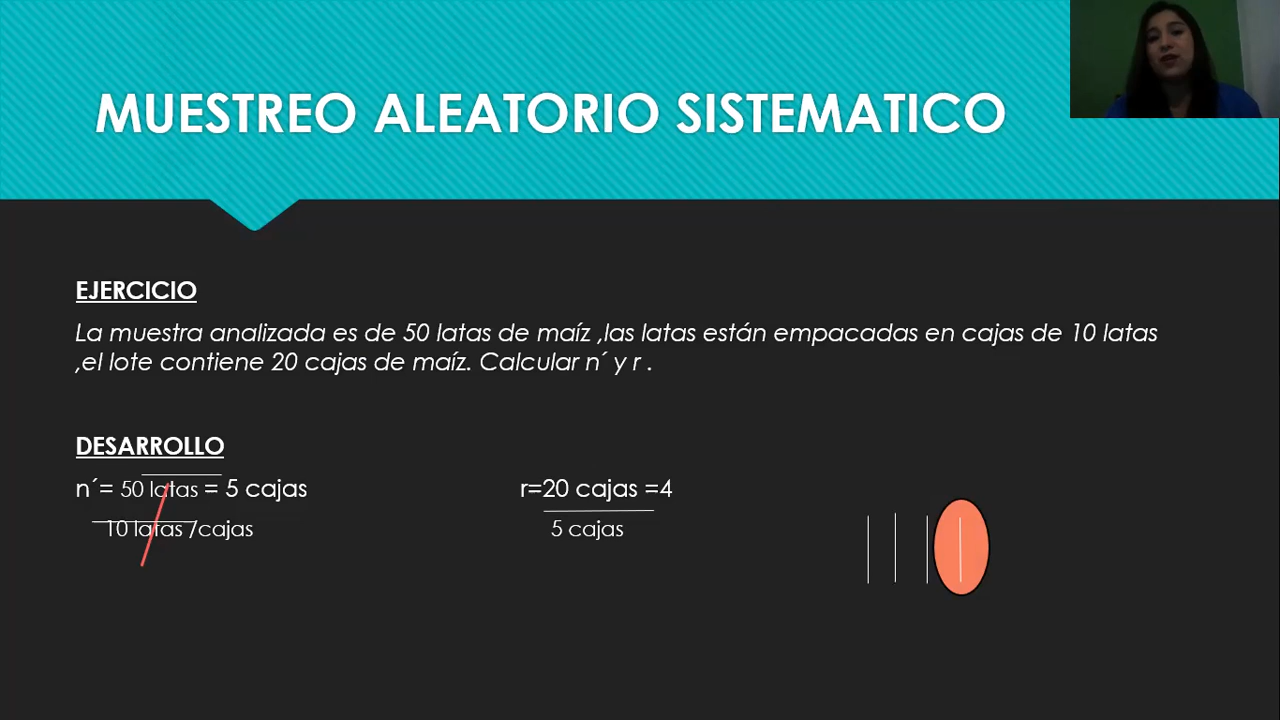 MUESTREO ALEATORIO SISTEMATICO
EJERCICIO
La muestra analizada es de 50 latas de maíz ,las latas están empacadas en cajas de 10 latas
,el lote contiene 20 cajas de maíz. Calcular n´ y r .
DESARROLLO
n´= 50 latas = 5 cajas
10 latas /cajas
r=20 cajas =4
5 cajas